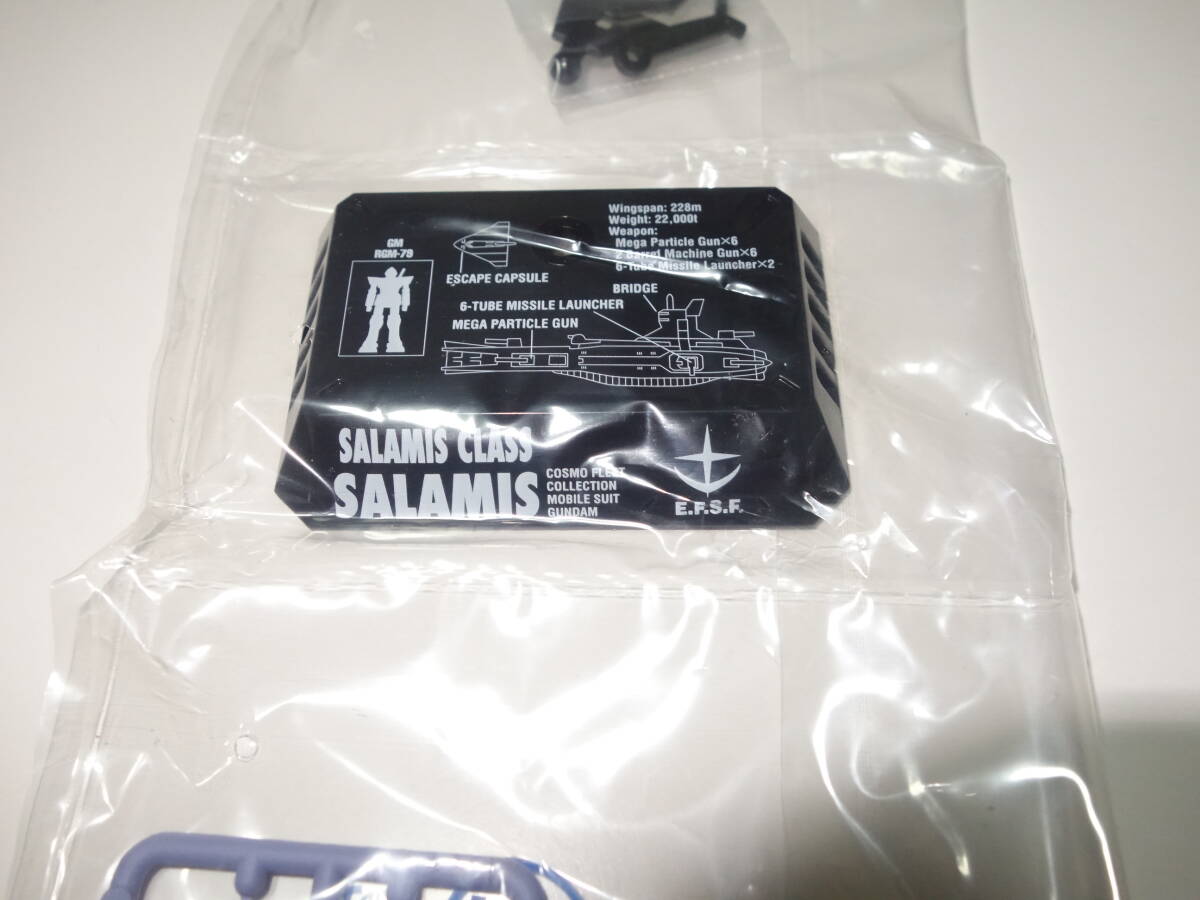 GM
RGM-79
ESCAPE CAPSULE
Wingspan: 228m
Weight: 22,000t
Weapon:
Mega Particle Gun×6
2 Barrel Machine Gun×6
6-Tube Missile Launcher×2
BRIDGE
6-TUBE MISSILE LAUNCHER
MEGA PARTICLE GUN
SALAMIS CLASS
SALAMIS
COSMO FLEET
COLLECTION
MOBILE SUIT
GUNDAM
E.F.S.F.